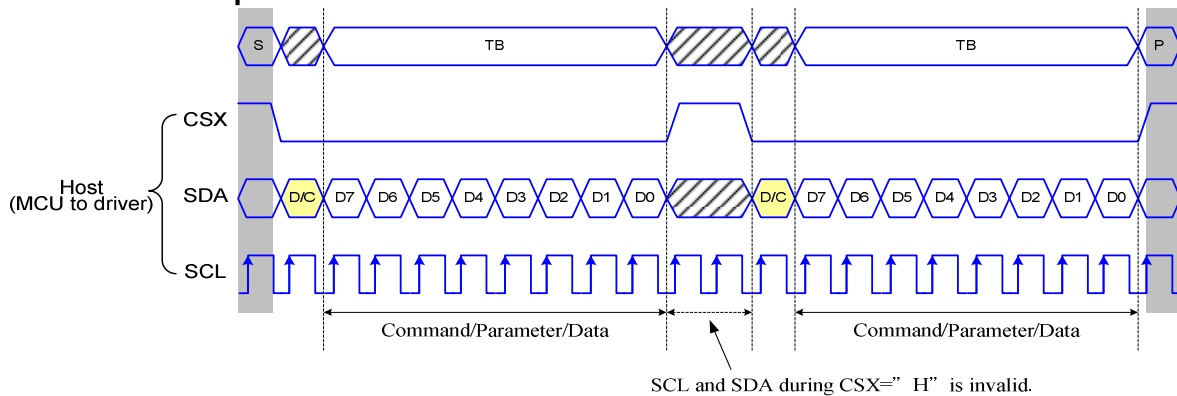 S TB TB P
CSX
Host
(MCU to driver)
SDA D/C D7 D6 D5 D4 D3 D2 D1 D0 D/C D7 D6 D5 D4 D3 D2 D1 D0
SCL
Command/Parameter/Data Command/Parameter/Data
SCL and SDA during CSX=” H” is invalid.